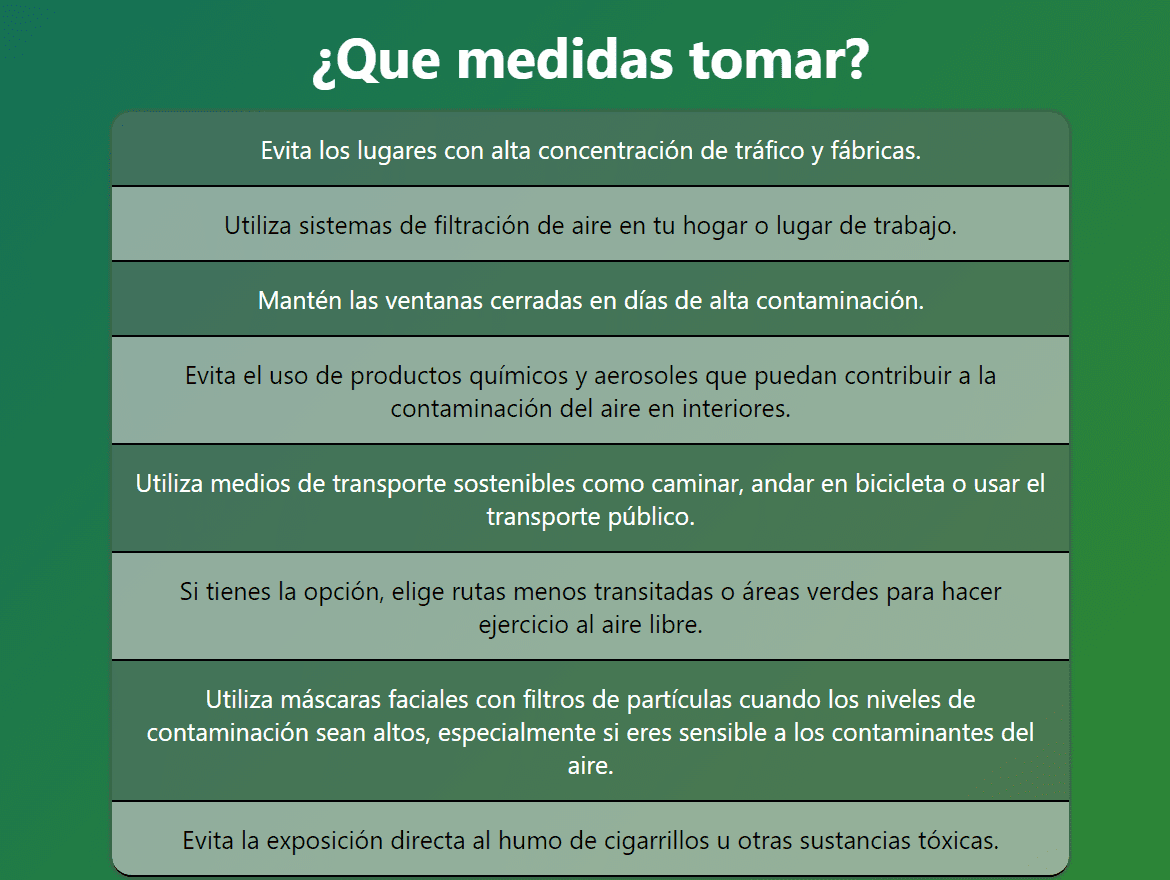 ¿Que medidas tomar?
Evita los lugares con alta concentración de tráfico y fábricas.
Utiliza sistemas de filtración de aire en tu hogar o lugar de trabajo.
Mantén las ventanas cerradas en días de alta contaminación.
Evita el uso de productos químicos y aerosoles que puedan contribuir a la
contaminación del aire en interiores.
Utiliza medios de transporte sostenibles como caminar, andar en bicicleta o usar el
transporte público.
Si tienes la opción, elige rutas menos transitadas o áreas verdes para hacer
ejercicio al aire libre.
Utiliza máscaras faciales con filtros de partículas cuando los niveles de
contaminación sean altos, especialmente si eres sensible a los contaminantes del
aire.
Evita la exposición directa al humo de cigarrillos u otras sustancias tóxicas.